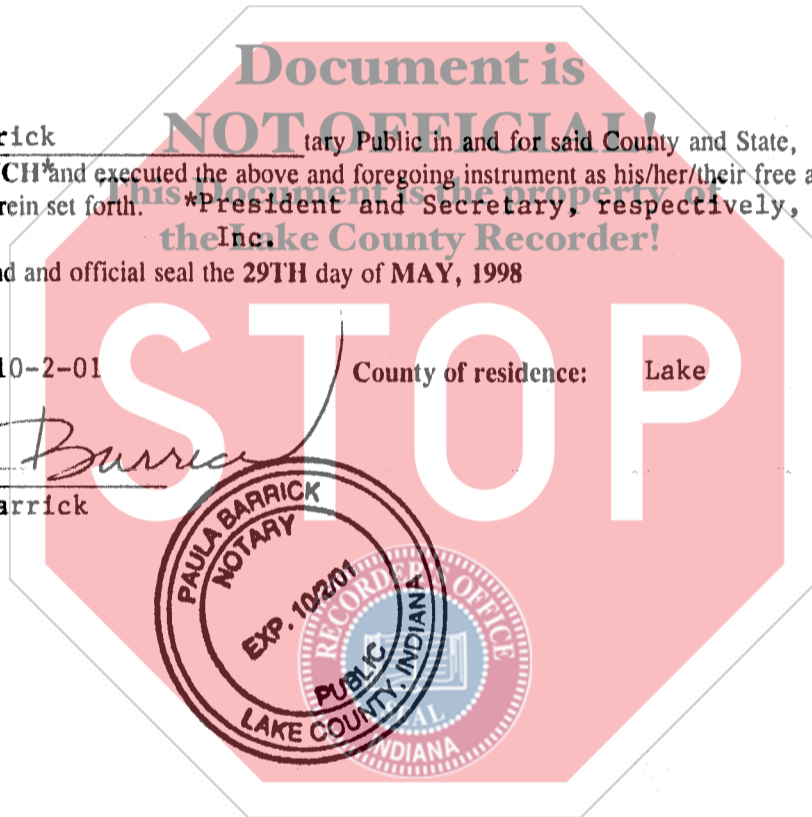 Document is
NOT OFFICIAL!
rrick tary Public in and for said County and State,
CH*and executed the above and foregoing instrument as his/her/their free a
rein set forth. *President and Secretary, respectively,
This Document is the property of
Inc.
the Lake County Recorder!
nd and official seal the 29TH day of MAY, 1998
10-2-01 County of residence: Lake
STOP
Barrick
arrick
PAULA BARRICK
NOTARY
EXP. 10/2/01
PUBLIC
LAKE COUNTY, INDIANA
RECORDER'S OFFICE
SEAL
INDIANA